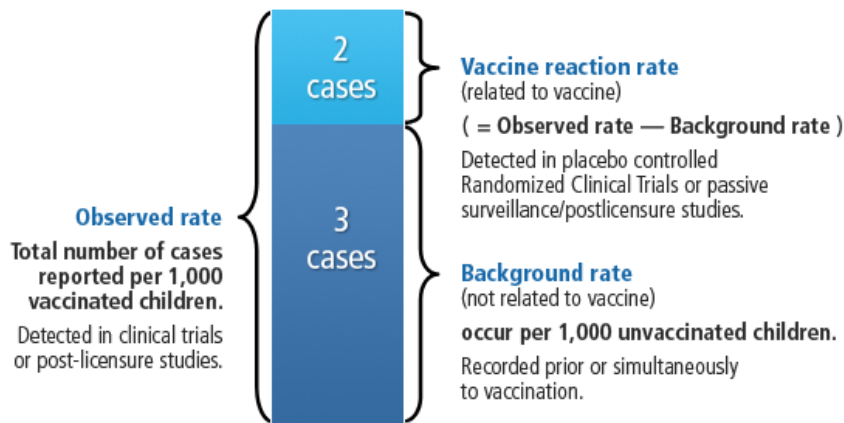 2
cases
3
cases
Observed rate
Total number of cases
reported per 1,000
vaccinated children.
Detected in clinical trials
or post-licensure studies.
Vaccine reaction rate
(related to vaccine)
( = Observed rate — Background rate )
Detected in placebo controlled
Randomized Clinical Trials or passive
surveillance/postlicensure studies.
Background rate
(not related to vaccine)
occur per 1,000 unvaccinated children.
Recorded prior or simultaneously
to vaccination.